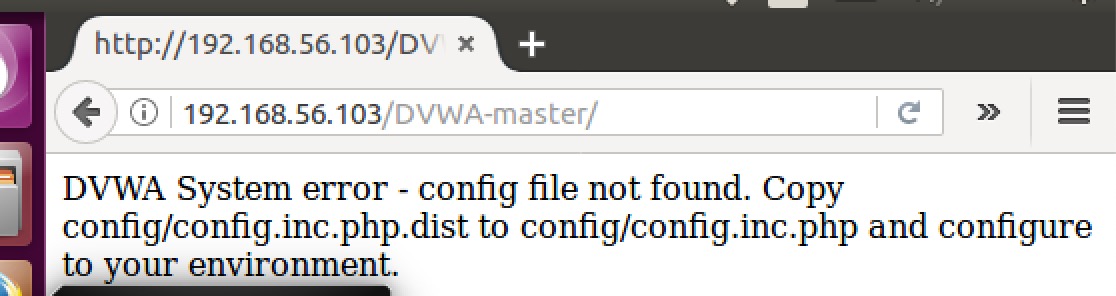 http://192.168.56.103/DV
192.168.56.103/DVWA-master/
DVWA System error - config file not found. Copy
config/config.inc.php.dist to config/config.inc.php and configure
to your environment.